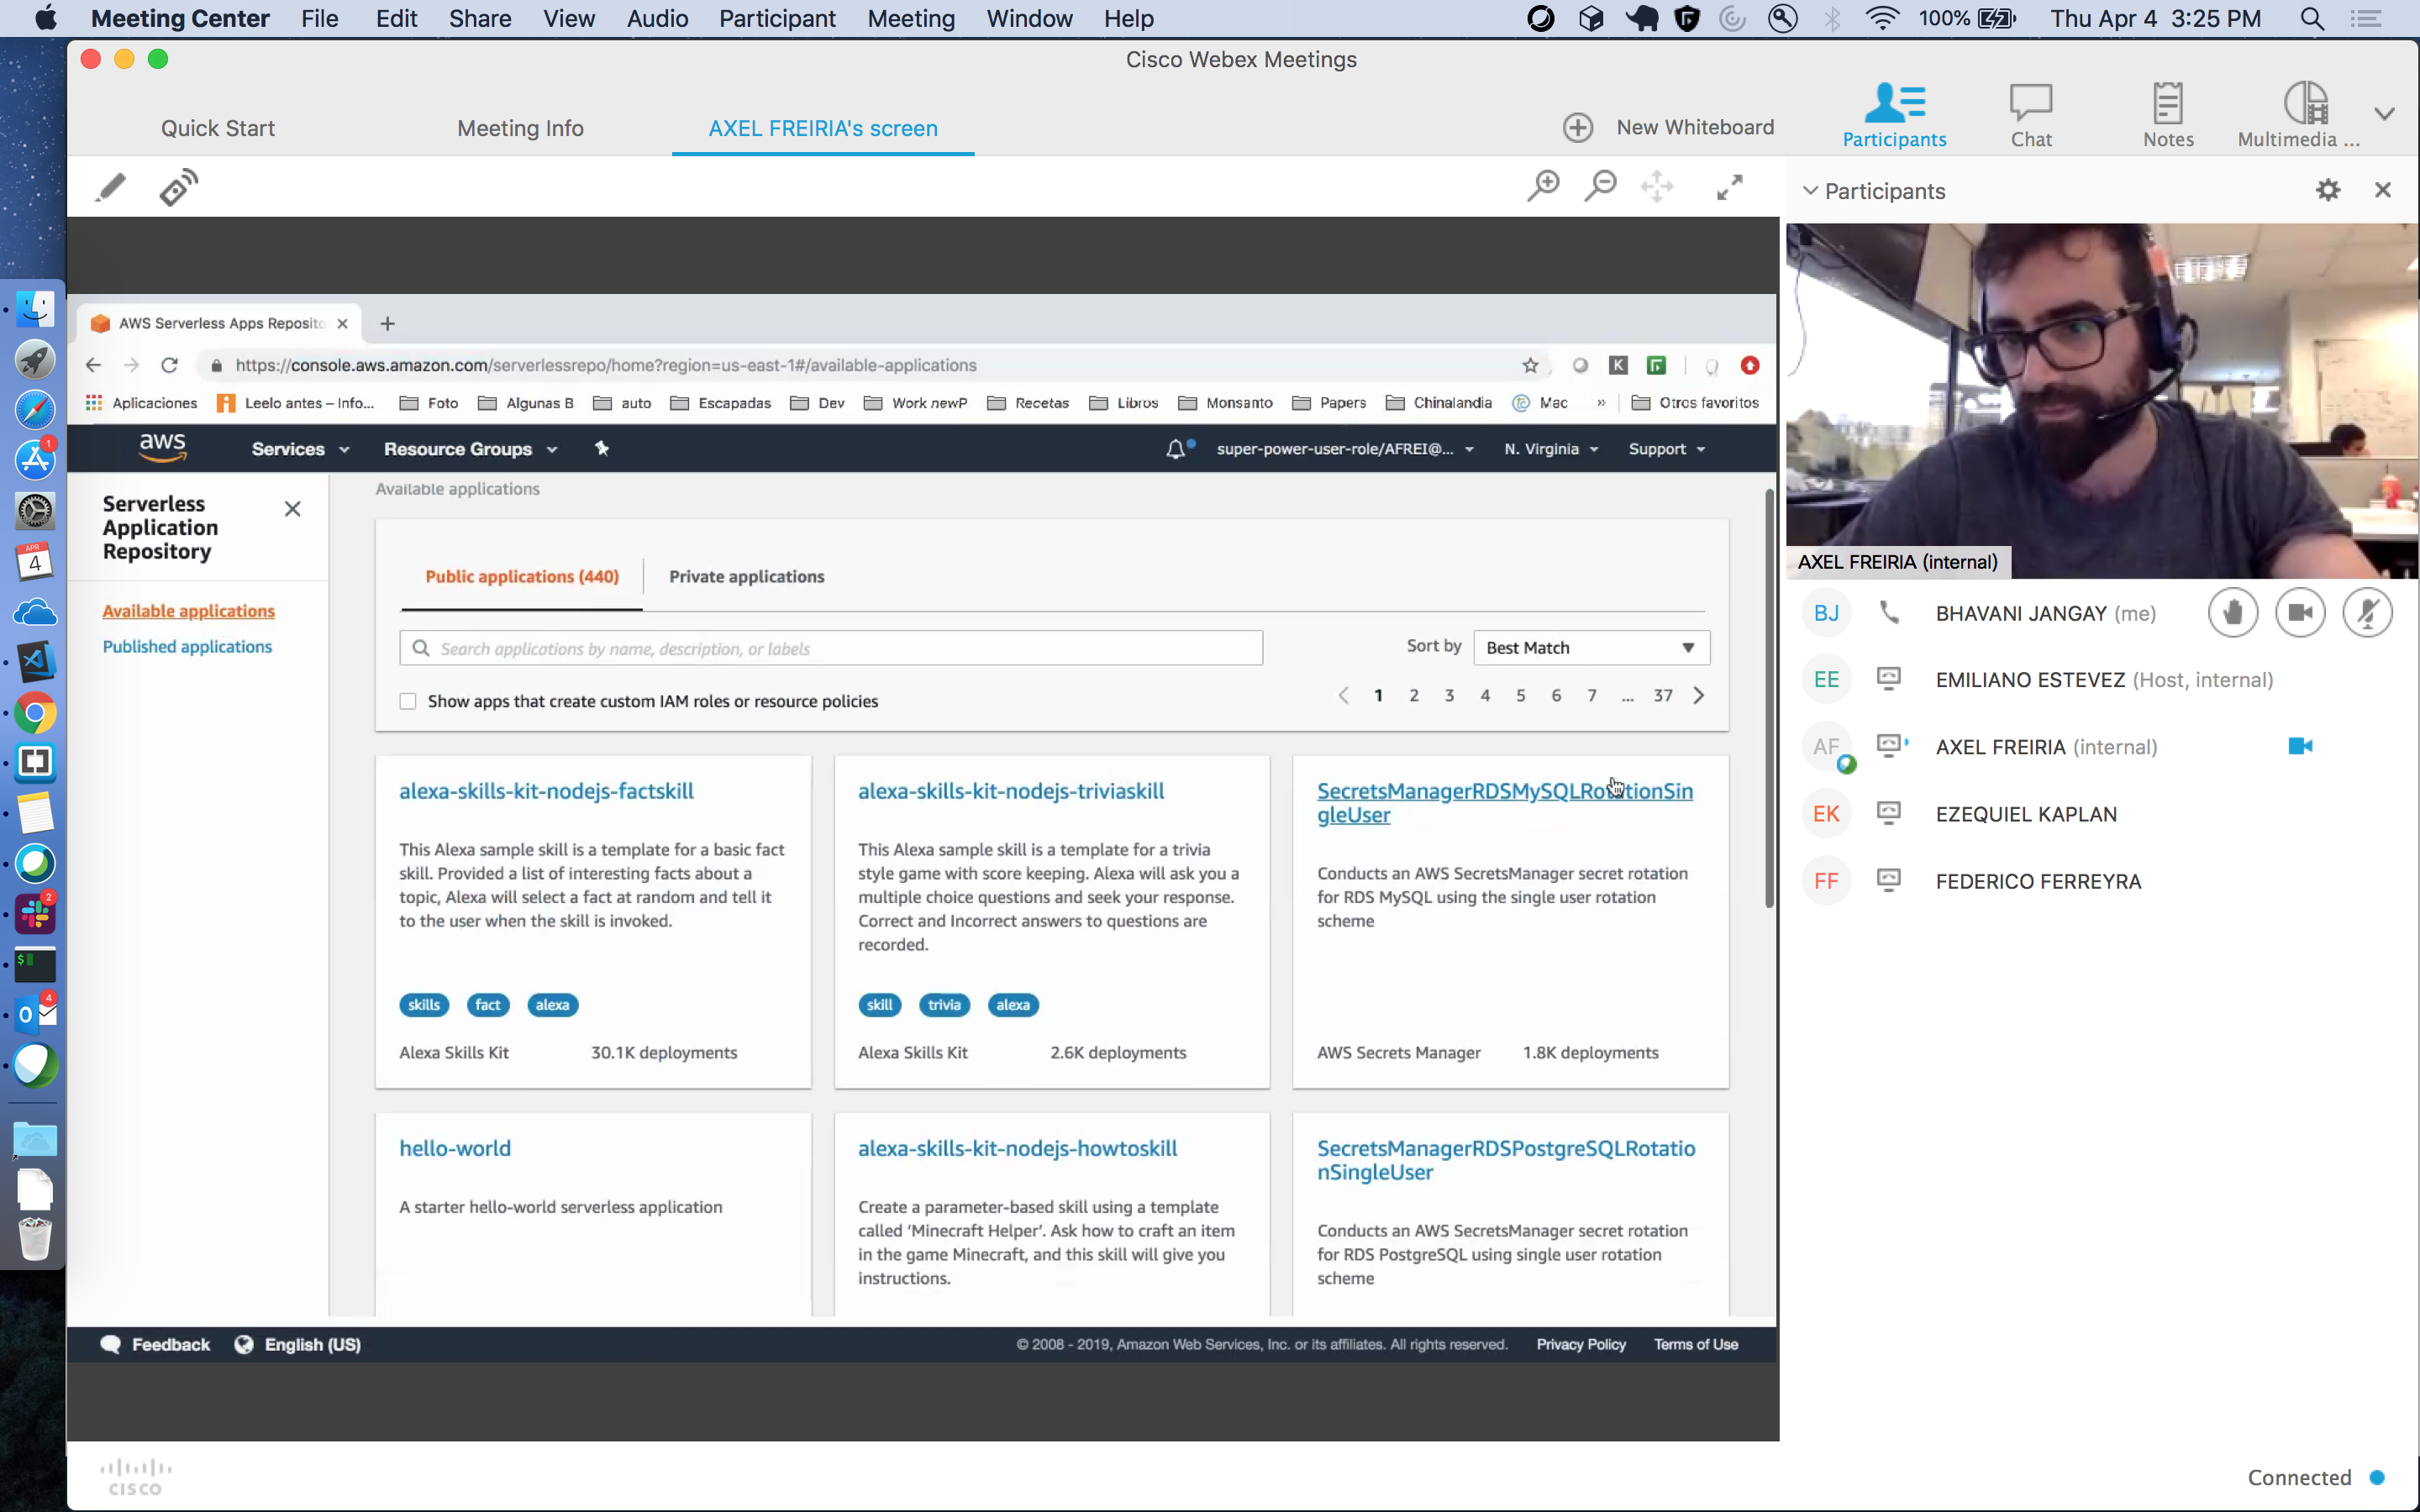 Meeting Center File Edit Share View Audio Participant Meeting Window Help 100% Thu Apr 4 3:25 PM
Cisco Webex Meetings
Quick Start Meeting Info AXEL FREIRIA's screen New Whiteboard Participants Chat Notes Multimedia ...
Participants
AWS Serverless Apps Reposito
https://console.aws.amazon.com/serverlessrepo/home?region=us-east-1#/available-applications
K
Aplicaciones Leelo antes – Info... Foto Algunas B auto Escapadas Dev Work newP Recetas Libros Monsanto Papers Chinalandia Mac » Otros favoritos
aws Services Resource Groups super-power-user-role/AFREI@... N. Virginia Support
Serverless
Application
Repository
Available applications
Published applications
Available applications
Public applications (440) Private applications
Search applications by name, description, or labels
Sort by Best Match
Show apps that create custom IAM roles or resource policies
1 2 3 4 5 6 7 ... 37
alexa-skills-kit-nodejs-factskill
This Alexa sample skill is a template for a basic fact
skill. Provided a list of interesting facts about a
topic, Alexa will select a fact at random and tell it
to the user when the skill is invoked.
skills fact alexa
Alexa Skills Kit 30.1K deployments
alexa-skills-kit-nodejs-triviaskill
This Alexa sample skill is a template for a trivia
style game with score keeping. Alexa will ask you a
multiple choice questions and seek your response.
Correct and Incorrect answers to questions are
recorded.
skill trivia alexa
Alexa Skills Kit 2.6K deployments
SecretsManagerRDSMySQLRotationSin
gleUser
Conducts an AWS SecretsManager secret rotation
for RDS MySQL using the single user rotation
scheme
AWS Secrets Manager 1.8K deployments
hello-world
A starter hello-world serverless application
alexa-skills-kit-nodejs-howtoskill
Create a parameter-based skill using a template
called 'Minecraft Helper'. Ask how to craft an item
in the game Minecraft, and this skill will give you
instructions.
SecretsManagerRDSPostgreSQLRotatio
nSingleUser
Conducts an AWS SecretsManager secret rotation
for RDS PostgreSQL using single user rotation
scheme
Feedback English (US) © 2008 - 2019, Amazon Web Services, Inc. or its affiliates. All rights reserved. Privacy Policy Terms of Use
AXEL FREIRIA (internal)
BJ BHAVANI JANGAY (me)
EE EMILIANO ESTEVEZ (Host, internal)
AF AXEL FREIRIA (internal)
EK EZEQUIEL KAPLAN
FF FEDERICO FERREYRA
CISCO
Connected
1
APR
4
2
$
4
O